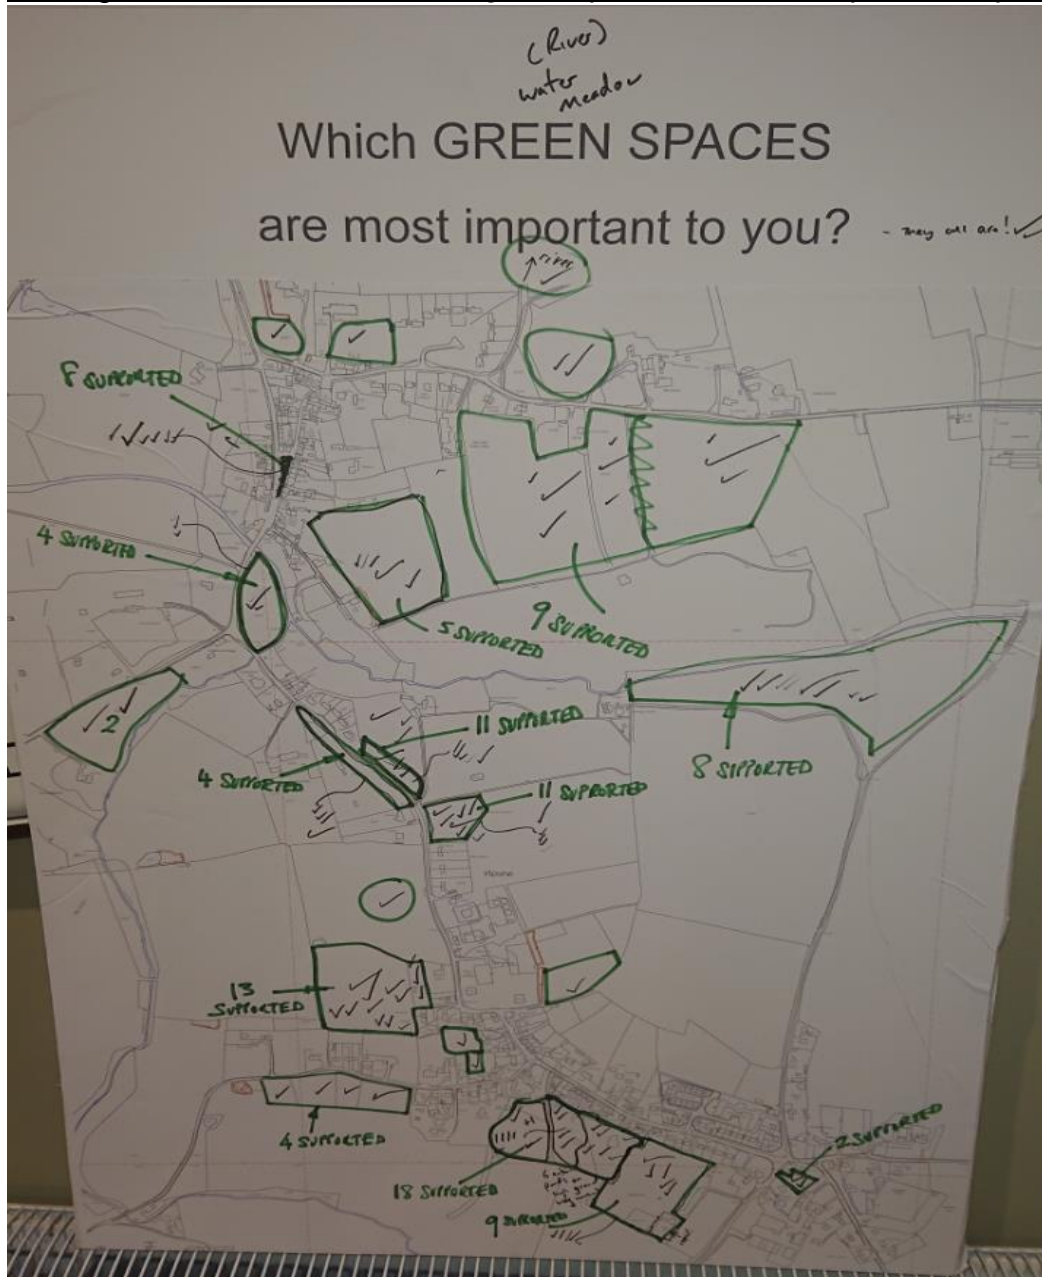 (River)
water
meadow
Which GREEN SPACES
are most important to you?
- They all are!
river
8 SUPPORTED
4 SUPPORTED
5 SUPPORTED
9 SUPPORTED
2
11 SUPPORTED
4 SUPPORTED
8 SUPPORTED
11 SUPPORTED
13
SUPPORTED
4 SUPPORTED
2 SUPPORTED
18 SUPPORTED
9 SUPPORTED